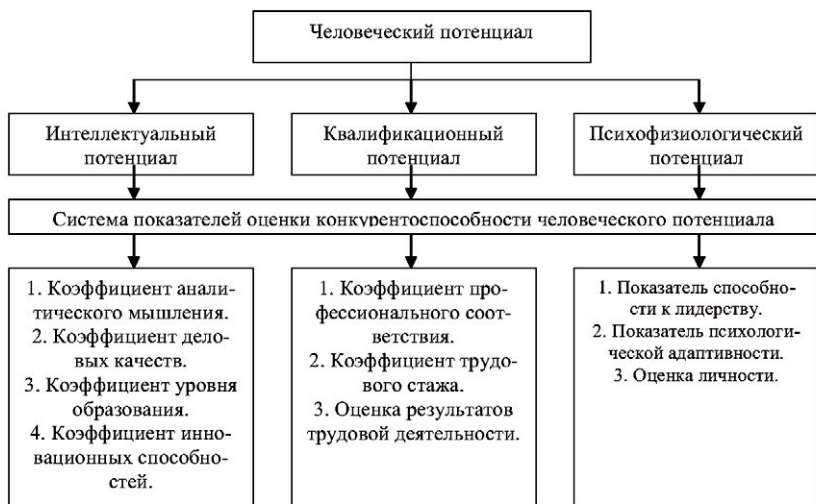 Человеческий потенциал
Интеллектуальный
потенциал
Квалификационный
потенциал
Психофизиологический
потенциал
Система показателей оценки конкурентоспособности человеческого потенциала
1. Коэффициент анали-
тического мышления.
2. Коэффициент дело-
вых качеств.
3. Коэффициент уровня
образования.
4. Коэффициент инно-
вационных способно-
стей.
1. Коэффициент про-
фессионального соот-
ветствия.
2. Коэффициент трудо-
вого стажа.
3. Оценка результатов
трудовой деятельности.
1. Показатель способно-
сти к лидерству.
2. Показатель психологи-
ческой адаптивности.
3. Оценка личности.